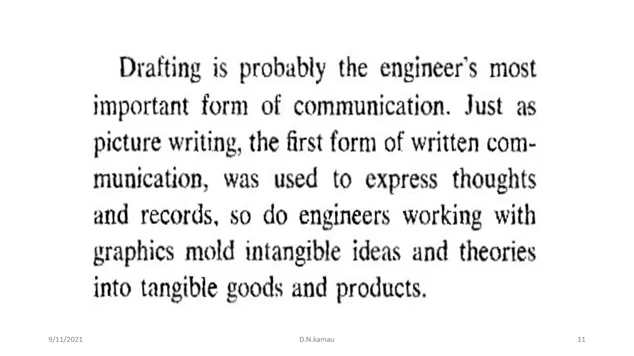 Drafting is probably the engineer's most
important form of communication. Just as
picture writing, the first form of written com-
munication, was used to express thoughts
and records, so do engineers working with
graphics mold intangible ideas and theories
into tangible goods and products.
9/11/2021 D.N.kamau 11